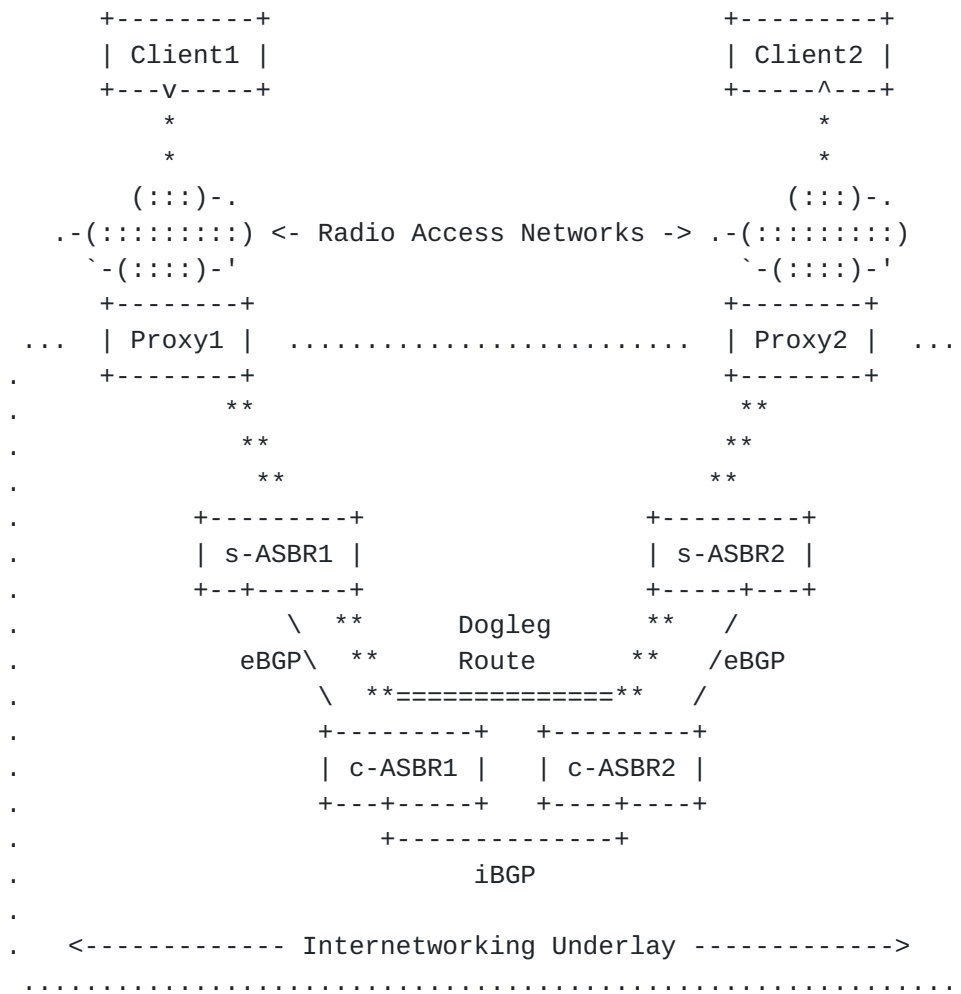 +---------+                             +---------+
| Client1 |                             | Client2 |
+---v-----+                             +-----^---+
*                                         *
*                                         *
(:::)-.                                   (:::)-.
.-(:::::::::) <- Radio Access Networks -> .-(:::::::::)
`-(::::)-'                              `-(::::)-'
+--------+                              +--------+
...  | Proxy1 |  ..........................  | Proxy2 |  ...
.     +--------+                              +--------+
.             **                               **
.              **                             **
.               **                           **
.           +---------+                  +---------+
.           | s-ASBR1 |                  | s-ASBR2 |
.           +--+------+                  +-----+---+
.                 \  **      Dogleg      **   /
.              eBGP\  **     Route      **   /eBGP
.                   \  **==============**   /
.                   +---------+   +---------+
.                   | c-ASBR1 |   | c-ASBR2 |
.                   +---+-----+   +----+----+
.                       +--------------+
.                             iBGP
.
.   <------------- Internetworking Underlay ------------->
.............................................................